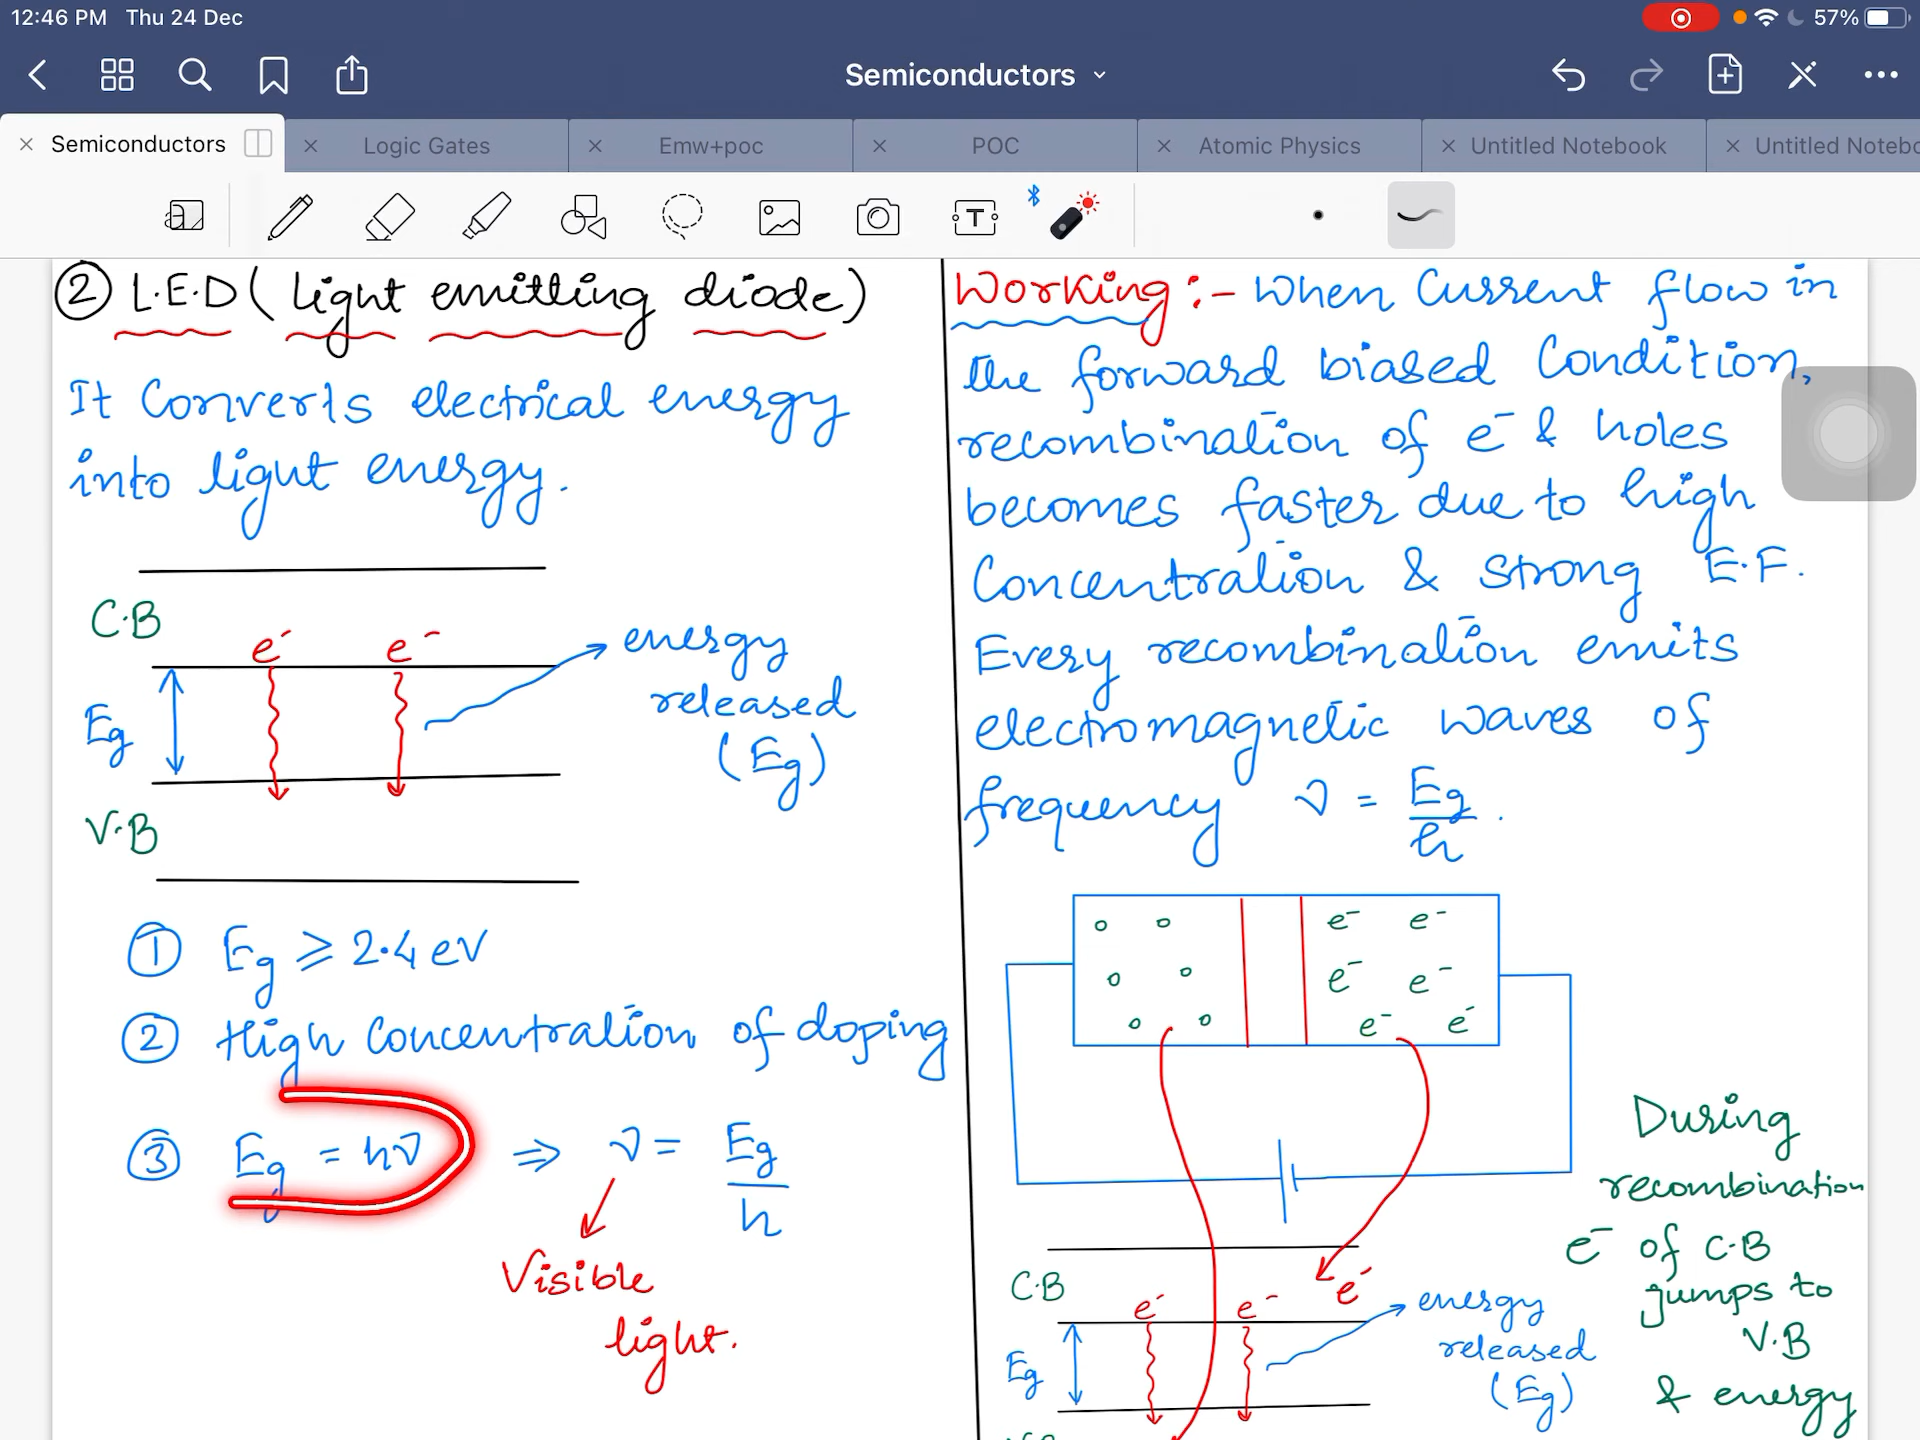 12:46 PM Thu 24 Dec
57%
Semiconductors
Semiconductors
Logic Gates
Emw+poc
POC
Atomic Physics
Untitled Notebook
Untitled Notebo
② L.E.D ( light emitting diode)
It Converts electrical energy
into light energy.
C.B
e⁻ e⁻
energy
released
(Eg)
Eg
V.B
① Eg ⩾ 2.4 eV
② High Concentration of doping
③ Eg = hν ⇒ ν = Eg/h
Visible
light.
Working :- When Current flow in
the forward biased Condition,
recombination of e⁻ & holes
becomes faster due to high
Concentration & strong E.F.
Every recombination emits
electromagnetic waves of
frequency ν = Eg/h .
e⁻ e⁻
e⁻ e⁻
e⁻ e⁻
During
recombination
e⁻ of C.B
jumps to
V.B
& energy
C.B
e⁻ e⁻ e⁻
energy
released
(Eg)
Eg